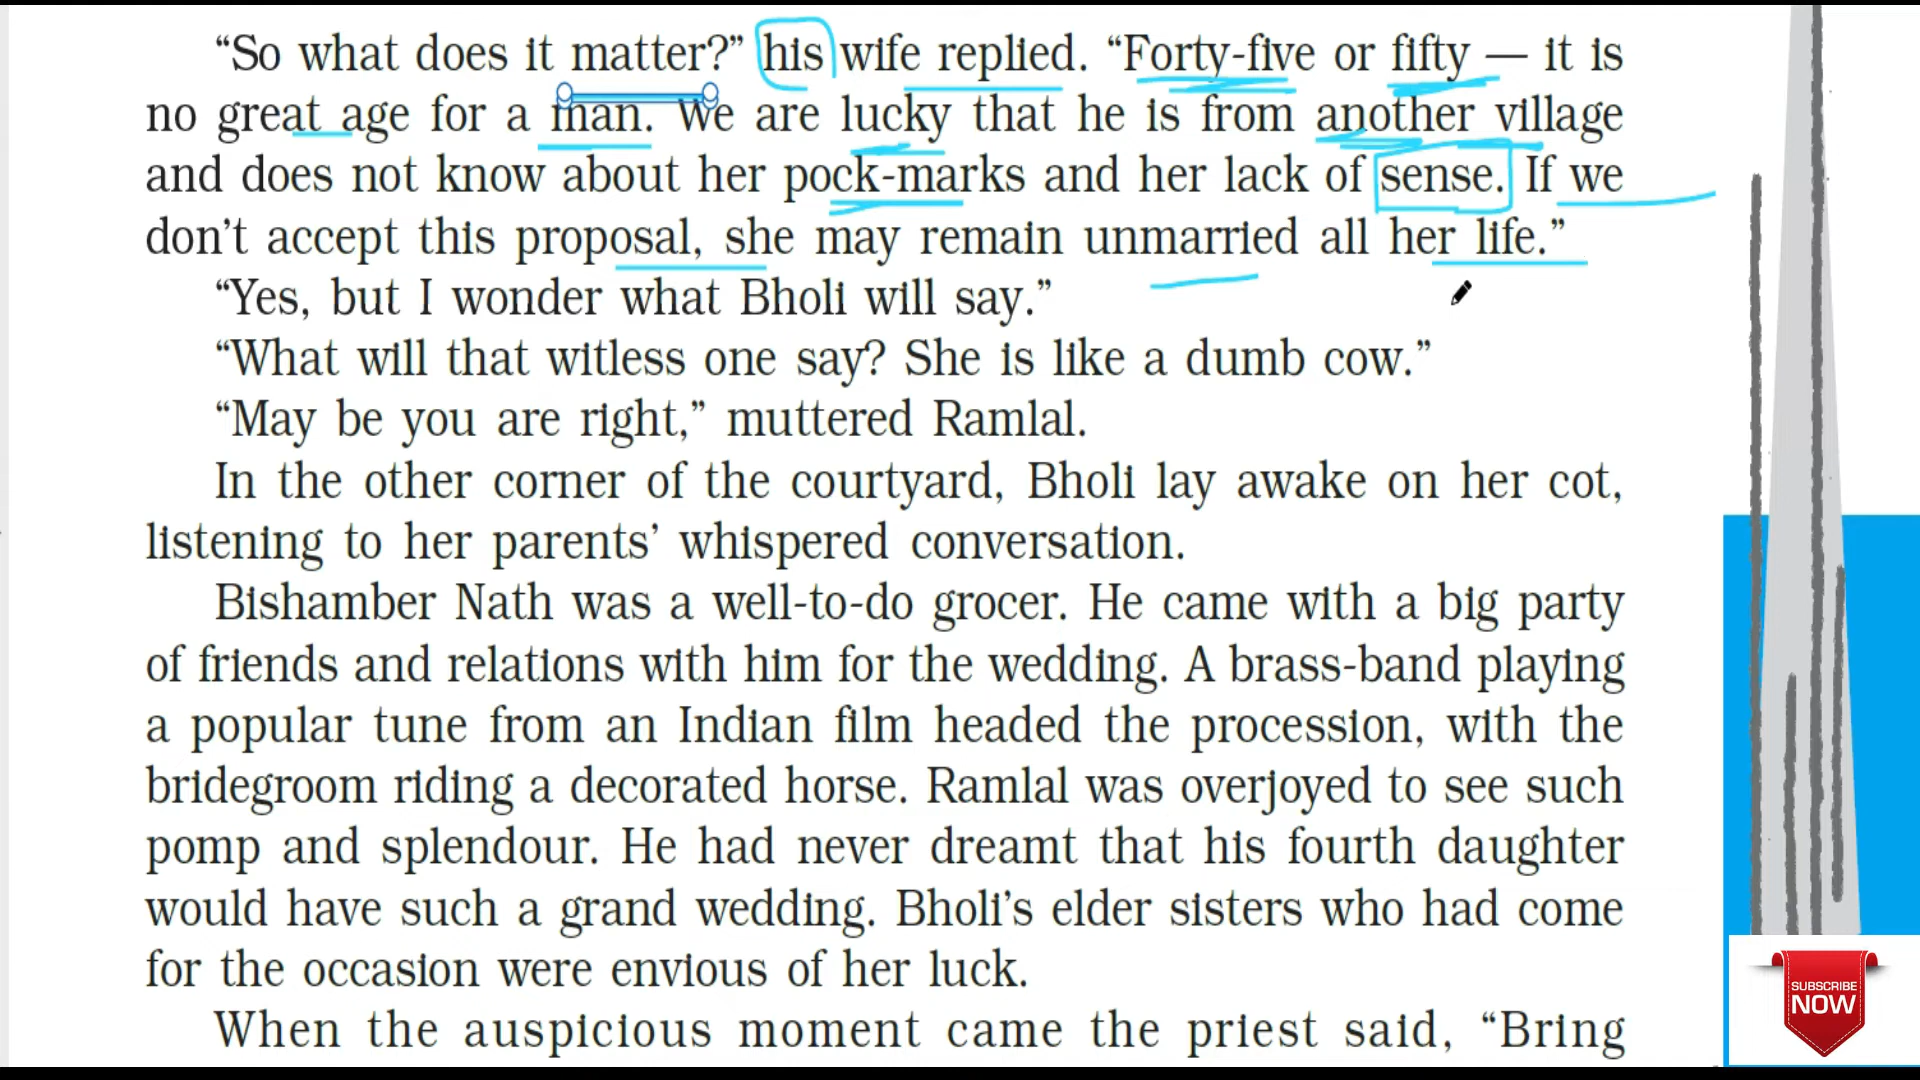 “So what does it matter?” his wife replied. “Forty-five or fifty — it is
no great age for a man. We are lucky that he is from another village
and does not know about her pock-marks and her lack of sense. If we
don’t accept this proposal, she may remain unmarried all her life.”
“Yes, but I wonder what Bholi will say.”
“What will that witless one say? She is like a dumb cow.”
“May be you are right,” muttered Ramlal.
In the other corner of the courtyard, Bholi lay awake on her cot,
listening to her parents’ whispered conversation.
Bishamber Nath was a well-to-do grocer. He came with a big party
of friends and relations with him for the wedding. A brass-band playing
a popular tune from an Indian film headed the procession, with the
bridegroom riding a decorated horse. Ramlal was overjoyed to see such
pomp and splendour. He had never dreamt that his fourth daughter
would have such a grand wedding. Bholi’s elder sisters who had come
for the occasion were envious of her luck.
When the auspicious moment came the priest said, “Bring
SUBSCRIBE
NOW